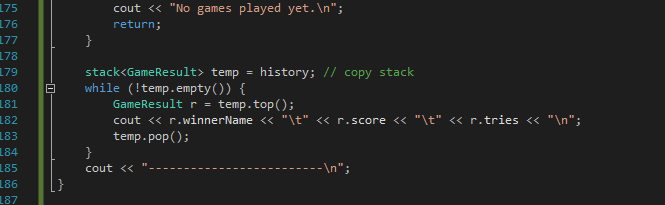 175 cout << "No games played yet.\n";
176 return;
177 }
178
179 stack<GameResult> temp = history; // copy stack
180 while (!temp.empty()) {
181 GameResult r = temp.top();
182 cout << r.winnerName << "\t" << r.score << "\t" << r.tries << "\n";
183 temp.pop();
184 }
185 cout << "-------------------------\n";
186 }
187